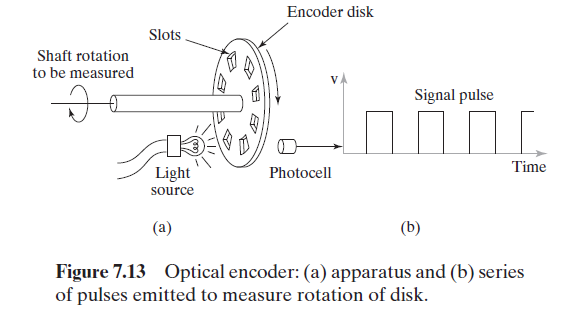 Encoder disk
Slots
Shaft rotation
to be measured
V
Signal pulse
Light
source
Photocell
Time
(a)
(b)
Figure 7.13 Optical encoder: (a) apparatus and (b) series
of pulses emitted to measure rotation of disk.